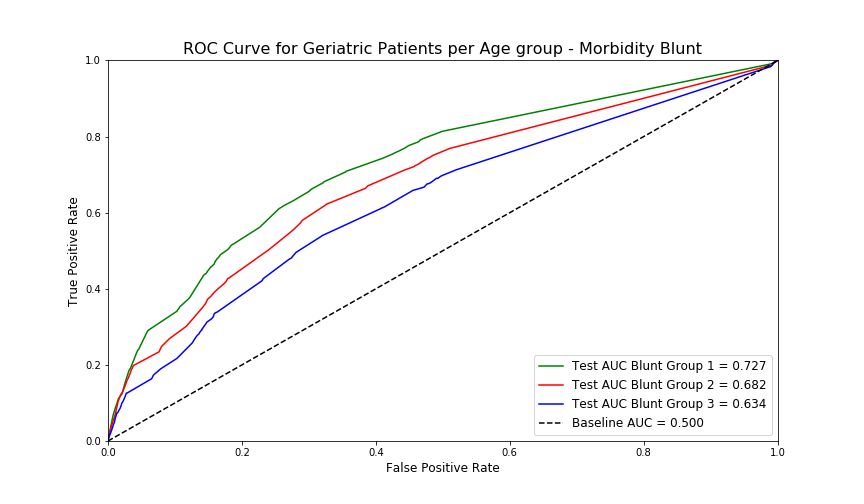 ROC Curve for Geriatric Patients per Age group - Morbidity Blunt
1.0
0.8
0.6
0.4
0.2
0.0
True Positive Rate
Test AUC Blunt Group 1 = 0.727
Test AUC Blunt Group 2 = 0.682
Test AUC Blunt Group 3 = 0.634
Baseline AUC = 0.500
0.0 0.2 0.4 0.6 0.8 1.0
False Positive Rate